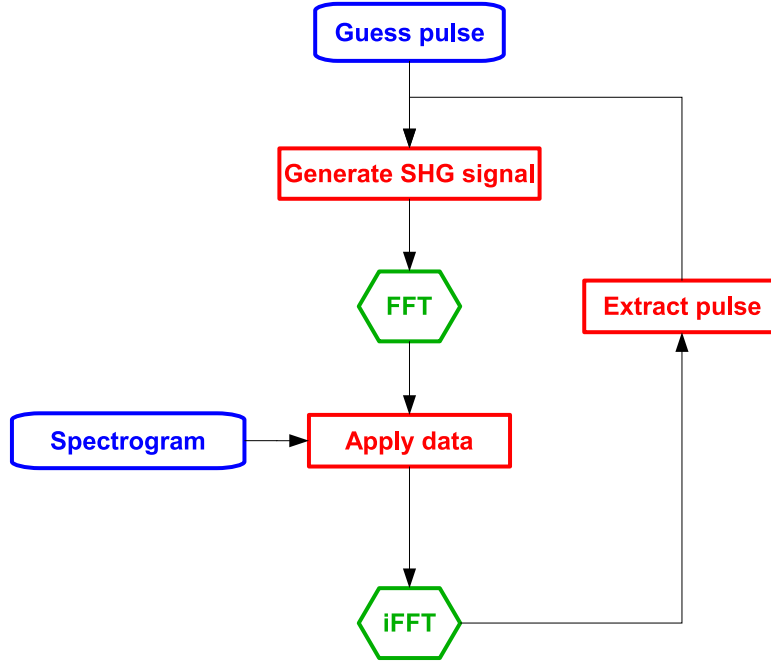 Guess pulse
Generate SHG signal
FFT
Extract pulse
Spectrogram
Apply data
iFFT